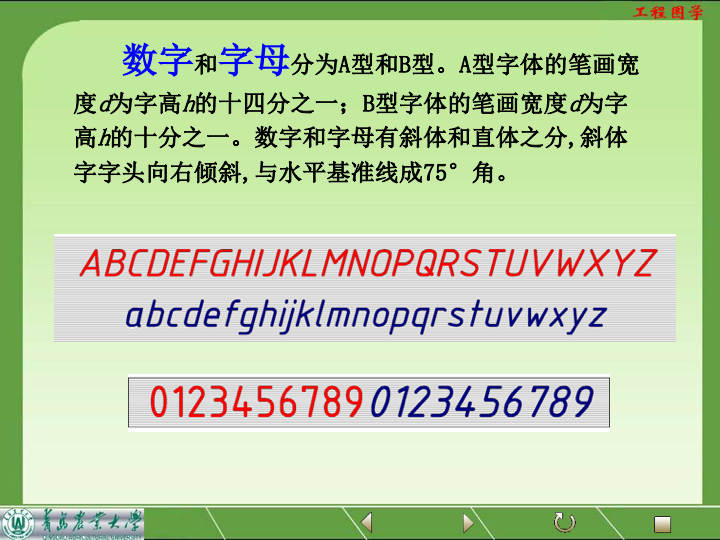 工程图学
数字和字母分为A型和B型。A型字体的笔画宽
度d为字高h的十四分之一；B型字体的笔画宽度d为字
高h的十分之一。数字和字母有斜体和直体之分,斜体
字字头向右倾斜,与水平基准线成75°角。
ABCDEFGHIJKLMNOPQRSTUVWXYZ
abcdefghijklmnopqrstuvwxyz
0123456789 0123456789
青岛农业大学